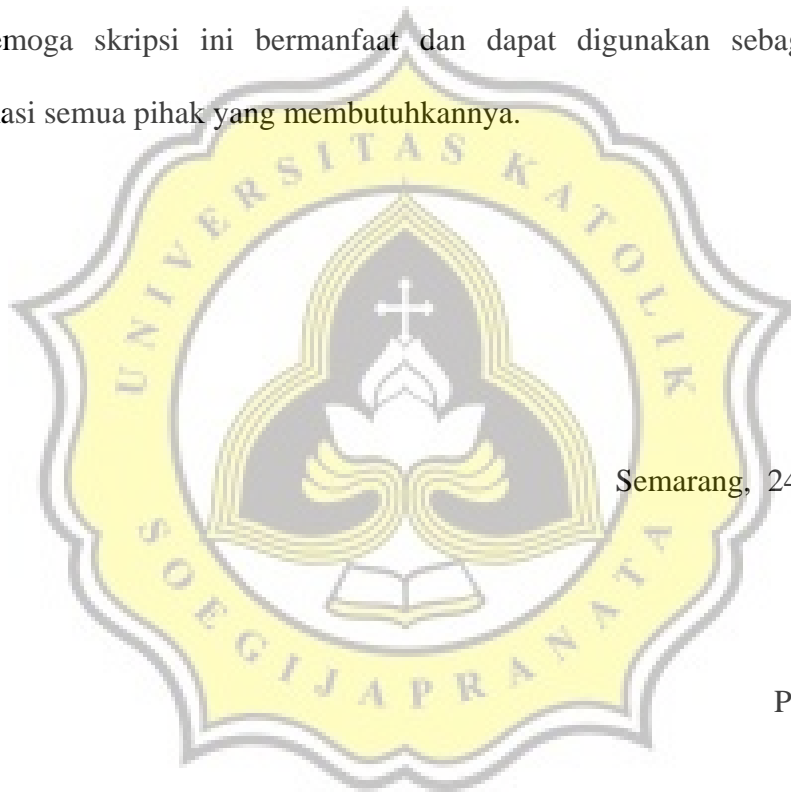 emoga skripsi ini bermanfaat dan dapat digunakan sebag
asi semua pihak yang membutuhkannya.
UNIVERSITAS KATOLIK
SOEGIJAPRANATA
Semarang, 24
P